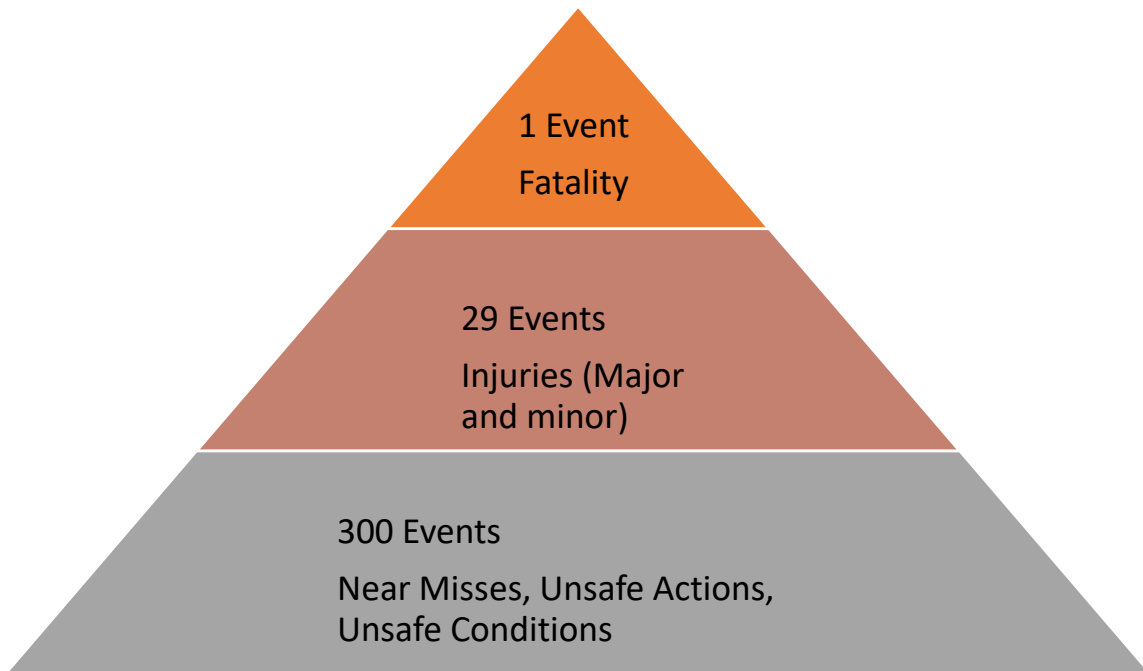 1 Event
Fatality
29 Events
Injuries (Major
and minor)
300 Events
Near Misses, Unsafe Actions,
Unsafe Conditions